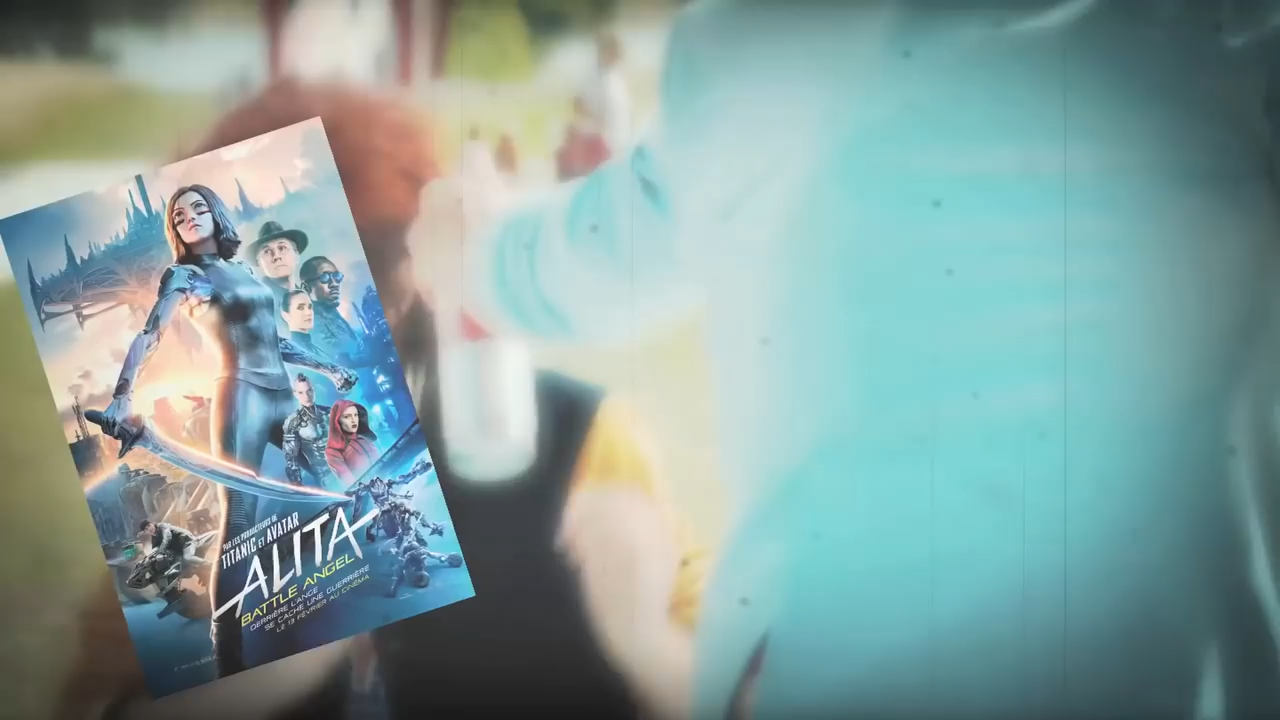 PAR LES PRODUCTEURS DE
TITANIC ET AVATAR
ALITA
BATTLE ANGEL
DERRIÈRE L'ANGE
SE CACHE UNE GUERRIÈRE
LE 13 FÉVRIER AU CINÉMA